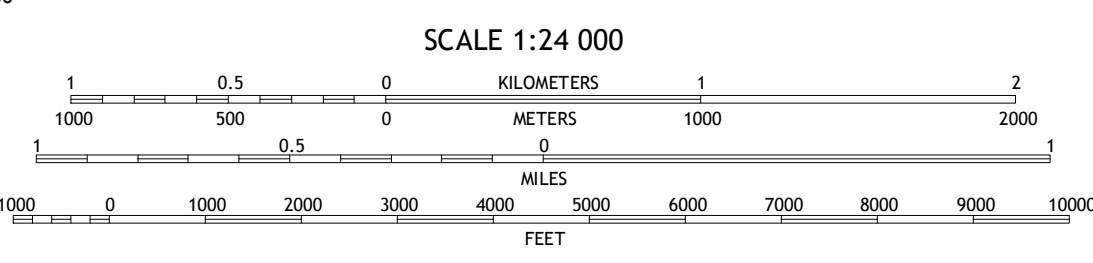 SCALE 1:24 000
1 0.5 0 KILOMETERS 1 2
1000 500 0 METERS 1000 2000
1 0.5 0 1
MILES
1000 0 1000 2000 3000 4000 5000 6000 7000 8000 9000 10000
FEET